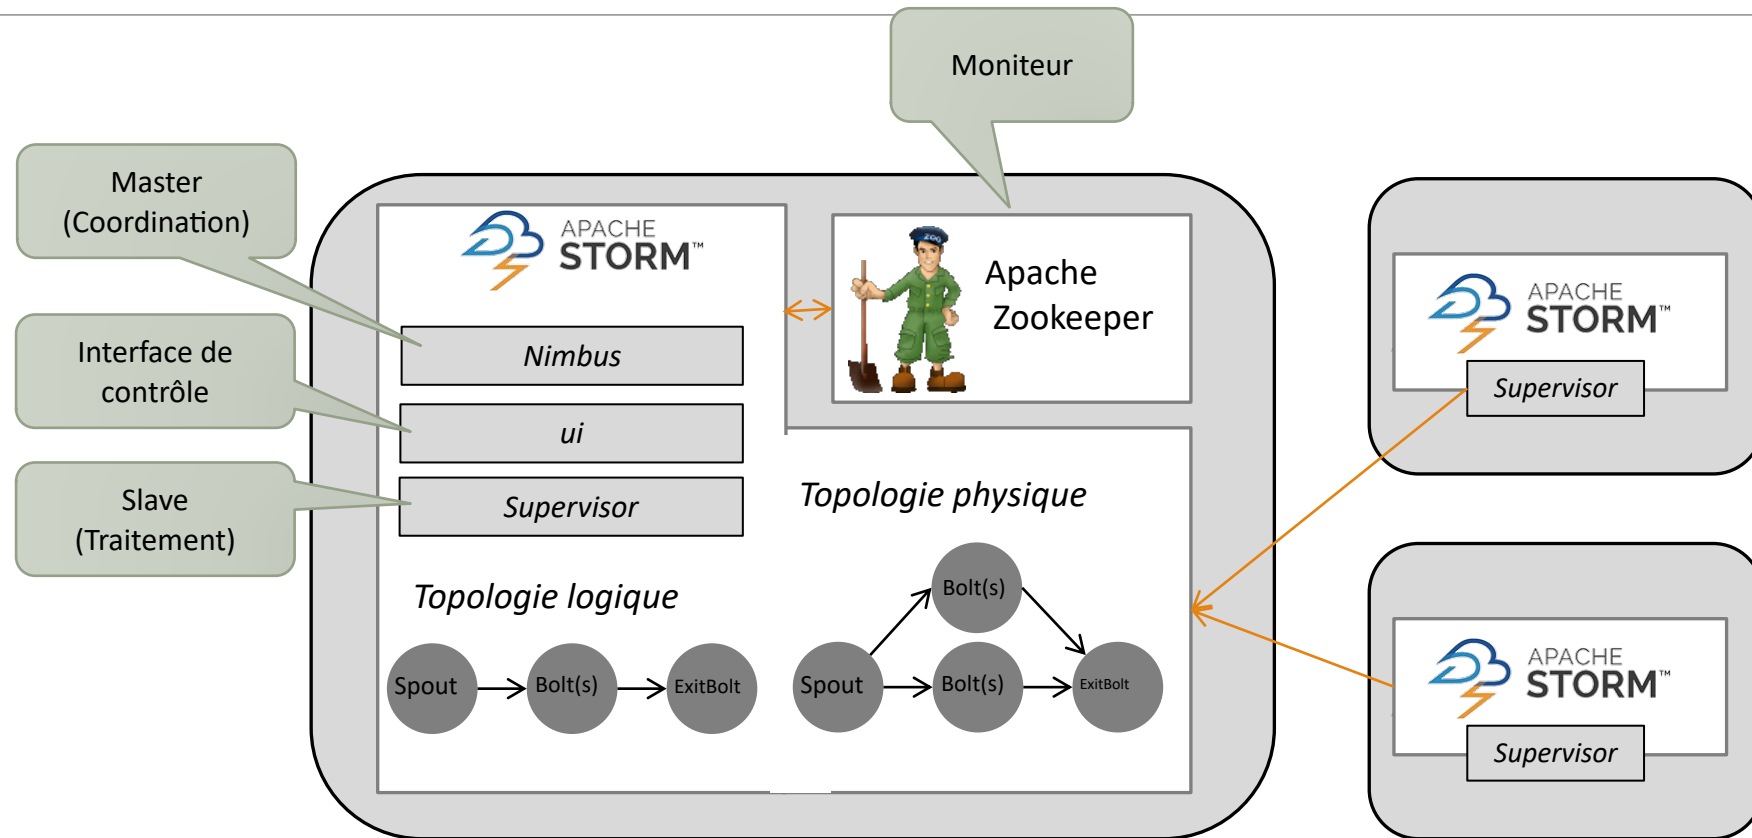 Moniteur
Master
(Coordination)
Interface de
contrôle
Slave
(Traitement)
APACHE
STORM™
Nimbus
ui
Supervisor
ZOO
Apache
Zookeeper
Topologie logique
Spout
Bolt(s)
ExitBolt
Topologie physique
Bolt(s)
Spout
Bolt(s)
ExitBolt
APACHE
STORM™
Supervisor
APACHE
STORM™
Supervisor